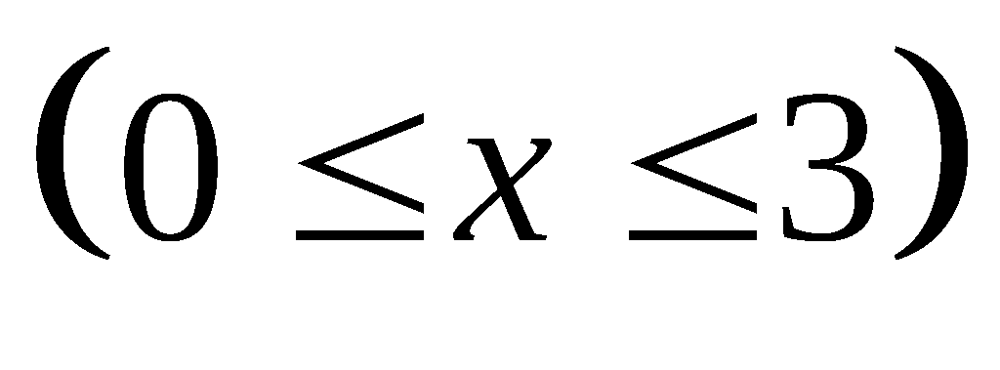 (0 ≤x ≤3)